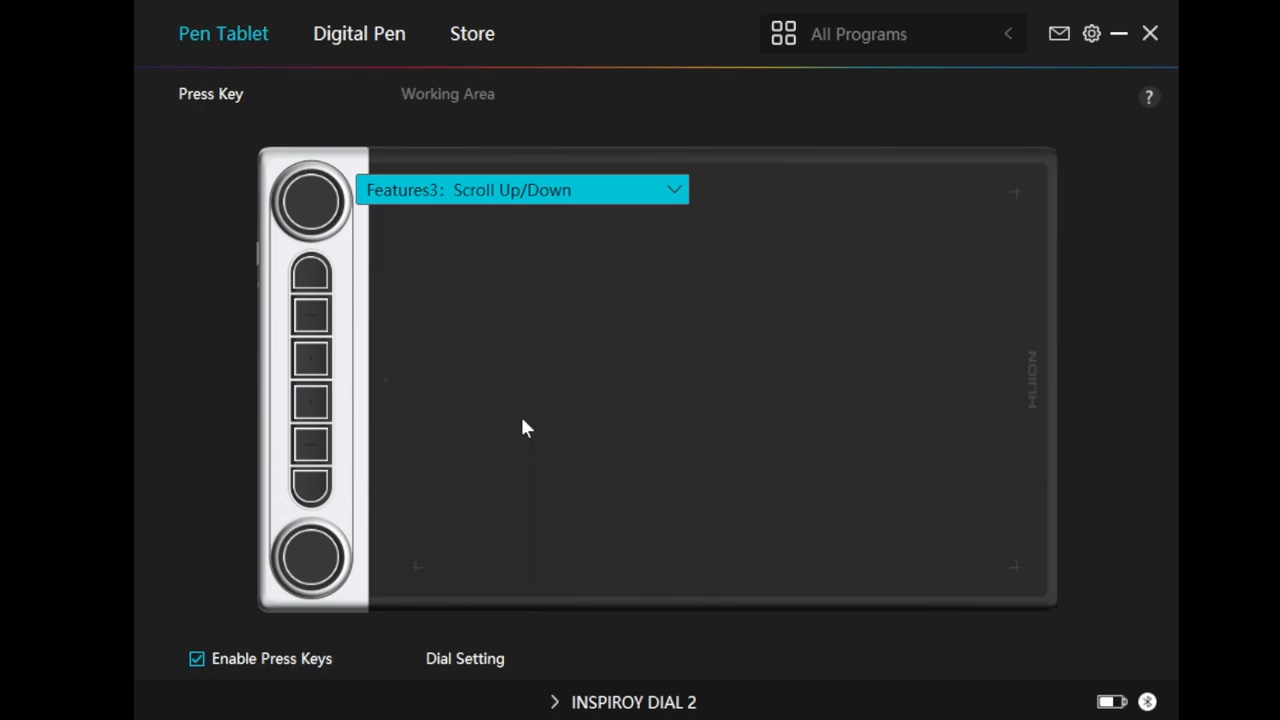 Pen Tablet
Digital Pen
Store
All Programs
Press Key
Working Area
?
Features3: Scroll Up/Down
HUION
Enable Press Keys
Dial Setting
INSPIROY DIAL 2